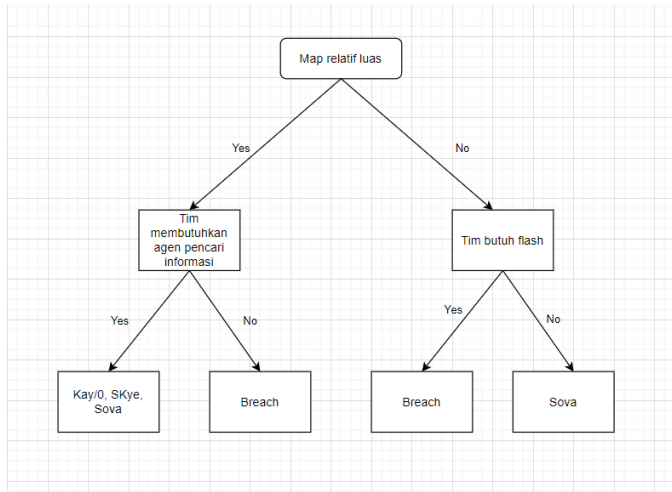 Map relatif luas
Yes
No
Tim
membutuhkan
agen pencari
informasi
Tim butuh flash
Yes
No
Yes
No
Kay/0, SKye,
Sova
Breach
Breach
Sova